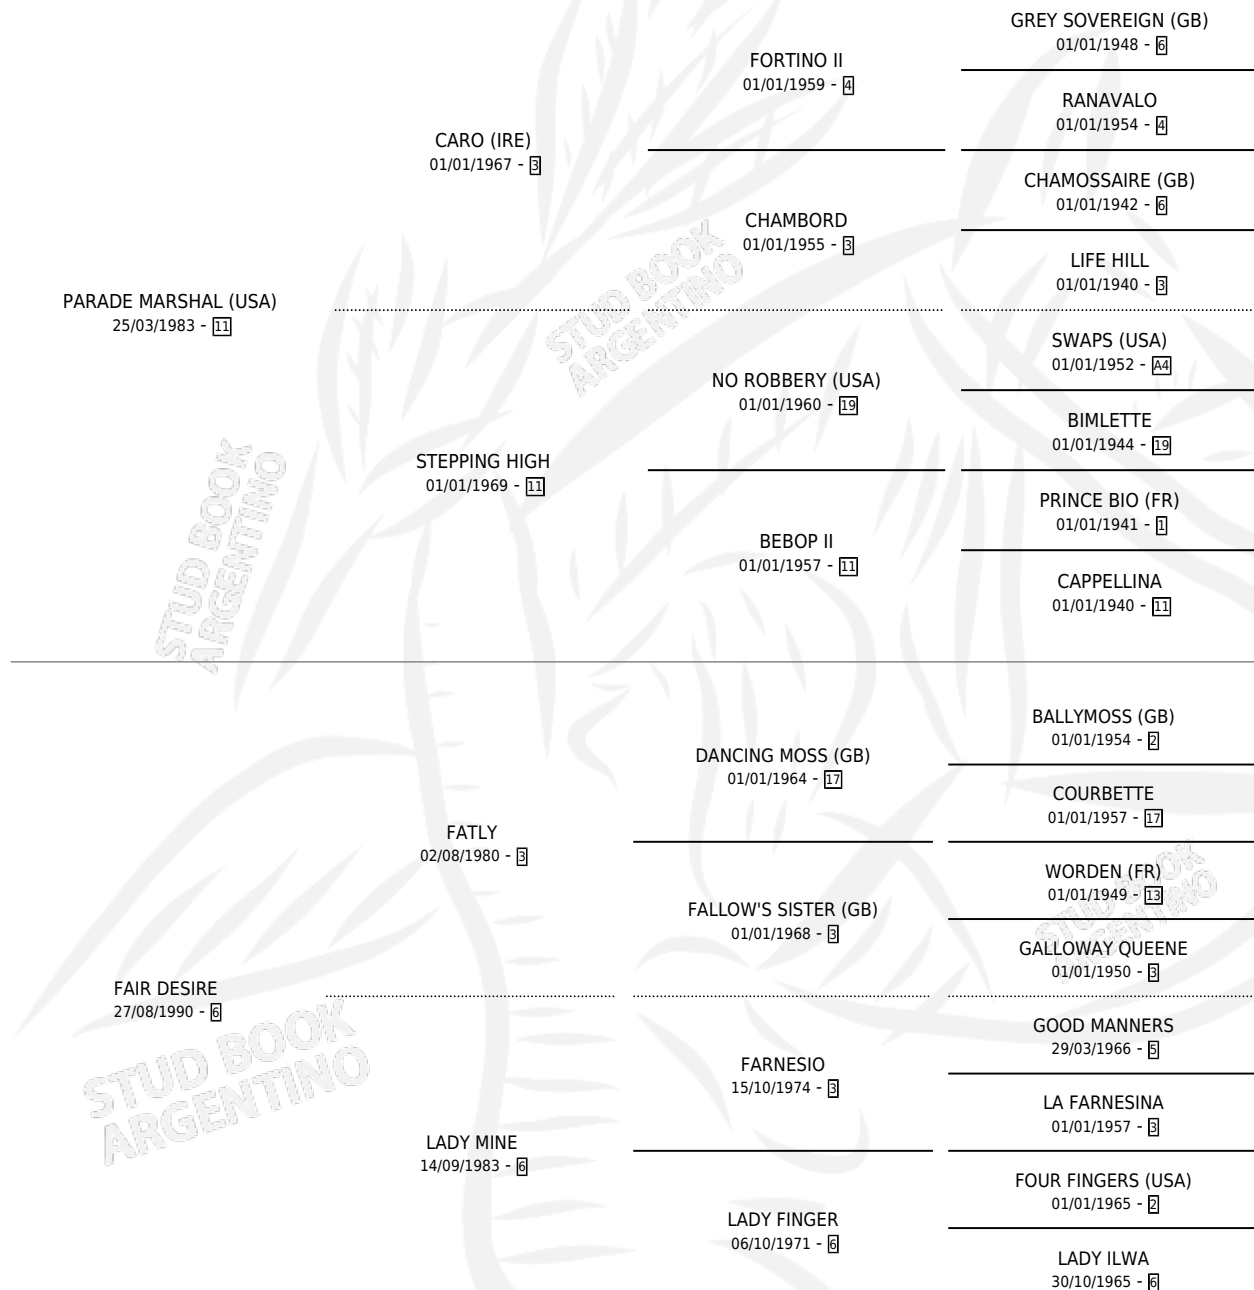 GREY SOVEREIGN (GB)
01/01/1948 - 6
FORTINO II
01/01/1959 - 4
RANAVALO
01/01/1954 - 4
CARO (IRE)
01/01/1967 - 3
CHAMOSSAIRE (GB)
01/01/1942 - 6
CHAMBORD
01/01/1955 - 3
LIFE HILL
01/01/1940 - 3
PARADE MARSHAL (USA)
25/03/1983 - 11
STUD BOOK
ARGENTINO
SWAPS (USA)
01/01/1952 - A4
NO ROBBERY (USA)
01/01/1960 - 19
BIMLETTE
01/01/1944 - 19
STEPPING HIGH
01/01/1969 - 11
PRINCE BIO (FR)
01/01/1941 - 1
BEBOP II
01/01/1957 - 11
CAPPELLINA
01/01/1940 - 11
STUD BOOK
ARGENTINO
BALLYMOSS (GB)
01/01/1954 - 2
DANCING MOSS (GB)
01/01/1964 - 17
COURBETTE
01/01/1957 - 17
FATLY
02/08/1980 - 3
WORDEN (FR)
01/01/1949 - 13
STUD BOOK
ARGENTINO
FALLOW'S SISTER (GB)
01/01/1968 - 3
GALLOWAY QUEENE
01/01/1950 - 3
FAIR DESIRE
27/08/1990 - 6
STUD BOOK
ARGENTINO
GOOD MANNERS
29/03/1966 - 5
FARNESIO
15/10/1974 - 3
LA FARNESINA
01/01/1957 - 3
LADY MINE
14/09/1983 - 6
FOUR FINGERS (USA)
01/01/1965 - 2
LADY FINGER
06/10/1971 - 6
LADY ILWA
30/10/1965 - 6